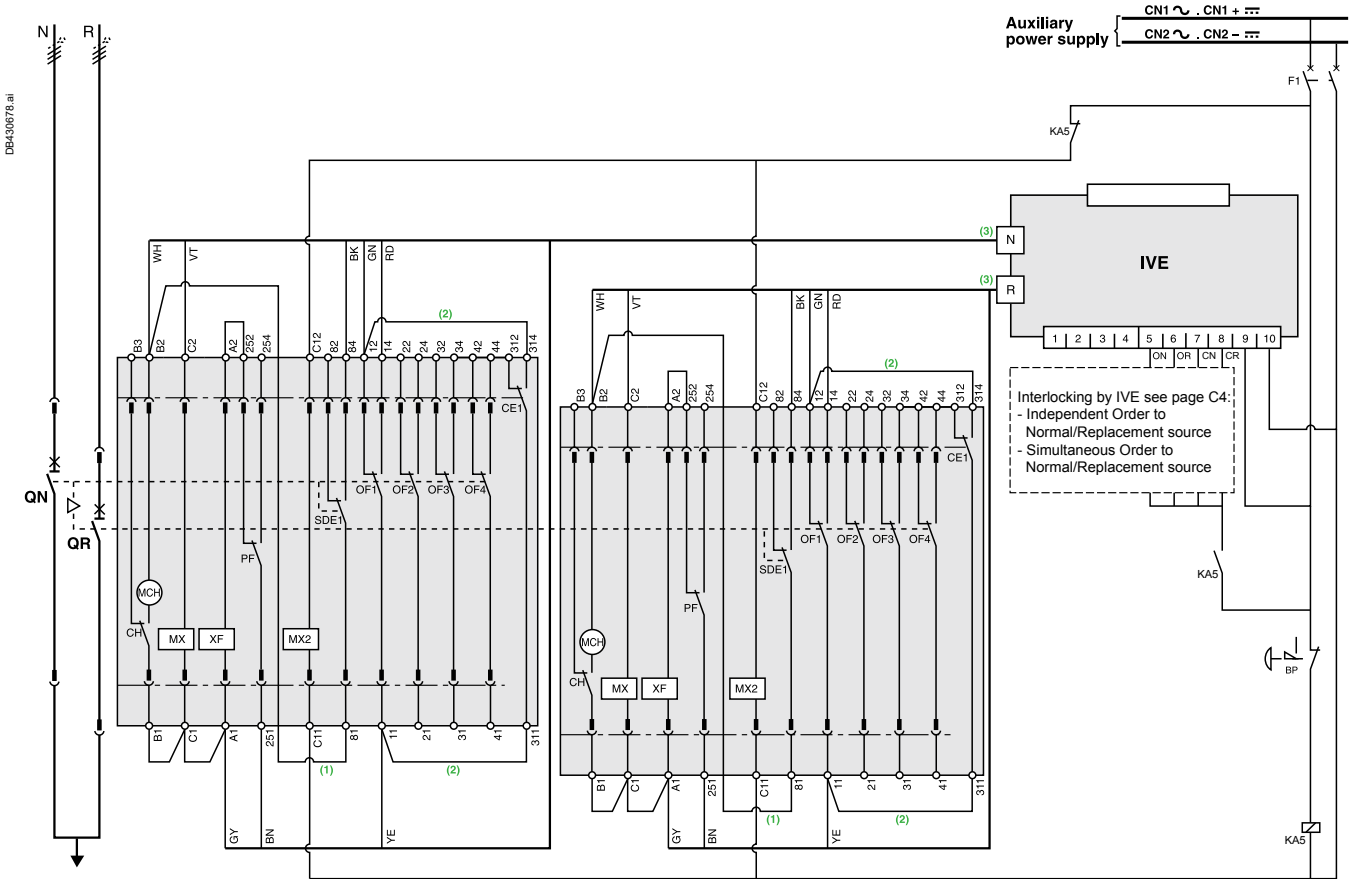 CN1 ∿ . CN1 + ⎓
Auxiliary
power supply
CN2 ∿ . CN2 – ⎓
N
R
DB430678.ai
F1
KA5
(3)
N
IVE
(3)
R
WH
VT
BK
GN
RD
WH
VT
BK
GN
RD
(2)
(2)
1 2 3 4 5 6 7 8 9 10
ON OR CN CR
B3 B2 C2 A2 252 254 C12 82 84 12 14 22 24 32 34 42 44 312 314
B3 B2 C2 A2 252 254 C12 82 84 12 14 22 24 32 34 42 44 312 314
Interlocking by IVE see page C4:
- Independent Order to
Normal/Replacement source
- Simultaneous Order to
Normal/Replacement source
CE1
CE1
QN
QR
OF1 OF2 OF3 OF4
SDE1
PF
MCH
CH
MX
XF
MX2
OF1 OF2 OF3 OF4
SDE1
PF
MCH
CH
MX
XF
MX2
KA5
BP
B1 C1 A1 251 C11 81 11 21 31 41 311
(1)
(2)
B1 C1 A1 251 C11 81 11 21 31 41 311
(1)
(2)
GY
BN
YE
GY
BN
YE
KA5